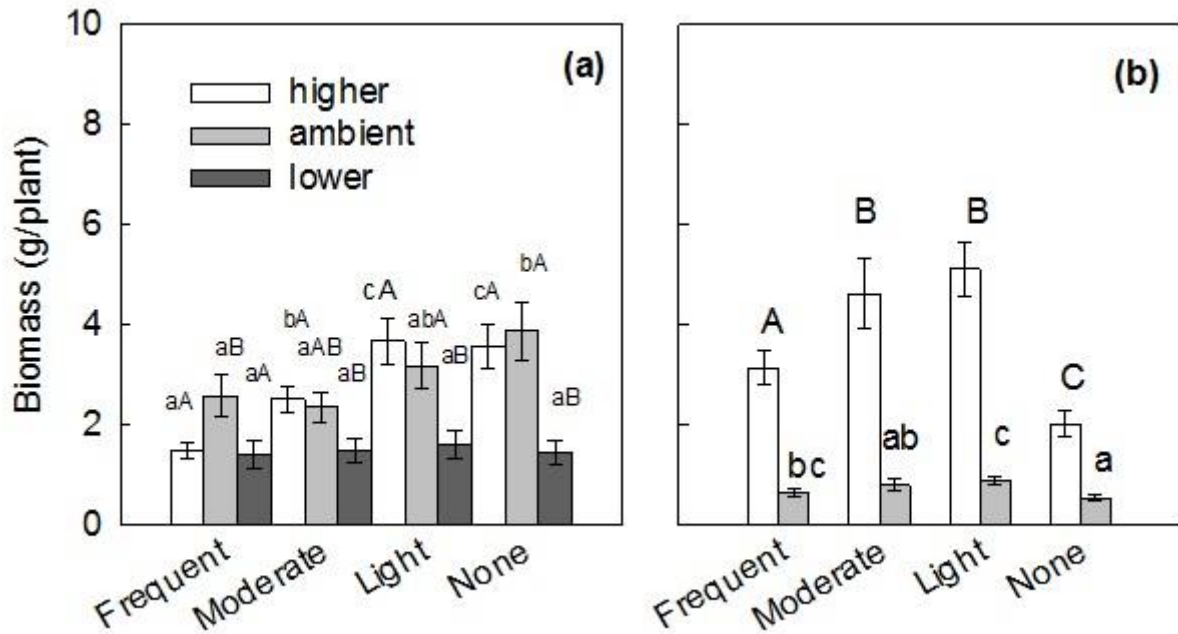 10
8
6
4
2
0
Biomass (g/plant)
(a)
higher
ambient
lower
aA
aB
aA
bA
aAB
aB
cA
abA
aB
cA
bA
aB
Frequent
Moderate
Light
None
(b)
A
bc
B
ab
B
c
C
a
Frequent
Moderate
Light
None